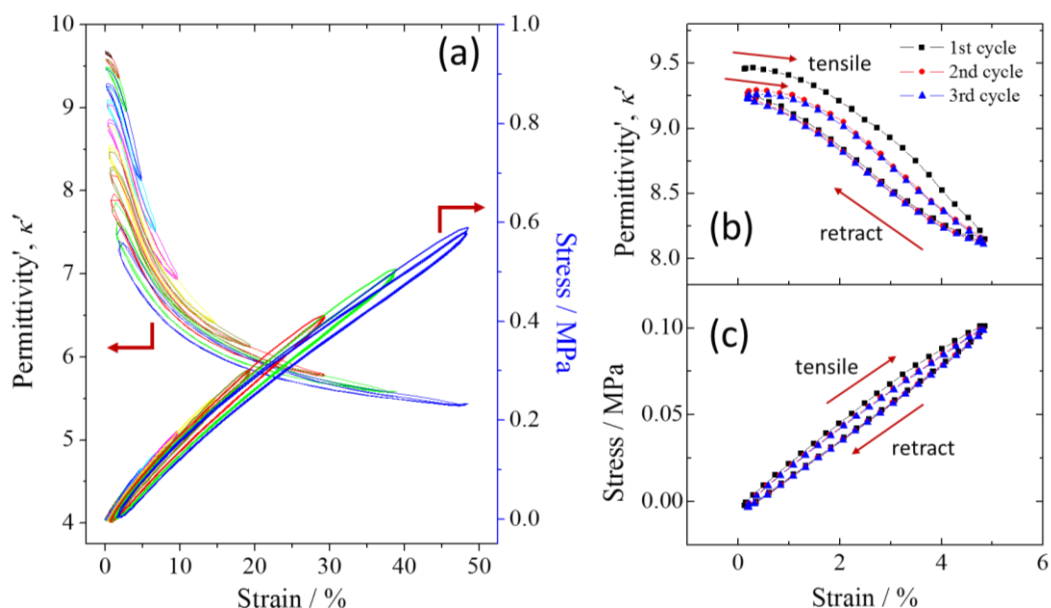 (a)
10
9
8
7
6
5
4
Permittivity′, κ′
0 10 20 30 40 50
Strain / %
1.0
0.8
0.6
0.4
0.2
0.0
Stress / MPa
(b)
9.5
9.0
8.5
8.0
Permittivity′, κ′
tensile
retract
1st cycle
2nd cycle
3rd cycle
(c)
0.10
0.05
0.00
Stress / MPa
tensile
retract
0 2 4 6
Strain / %